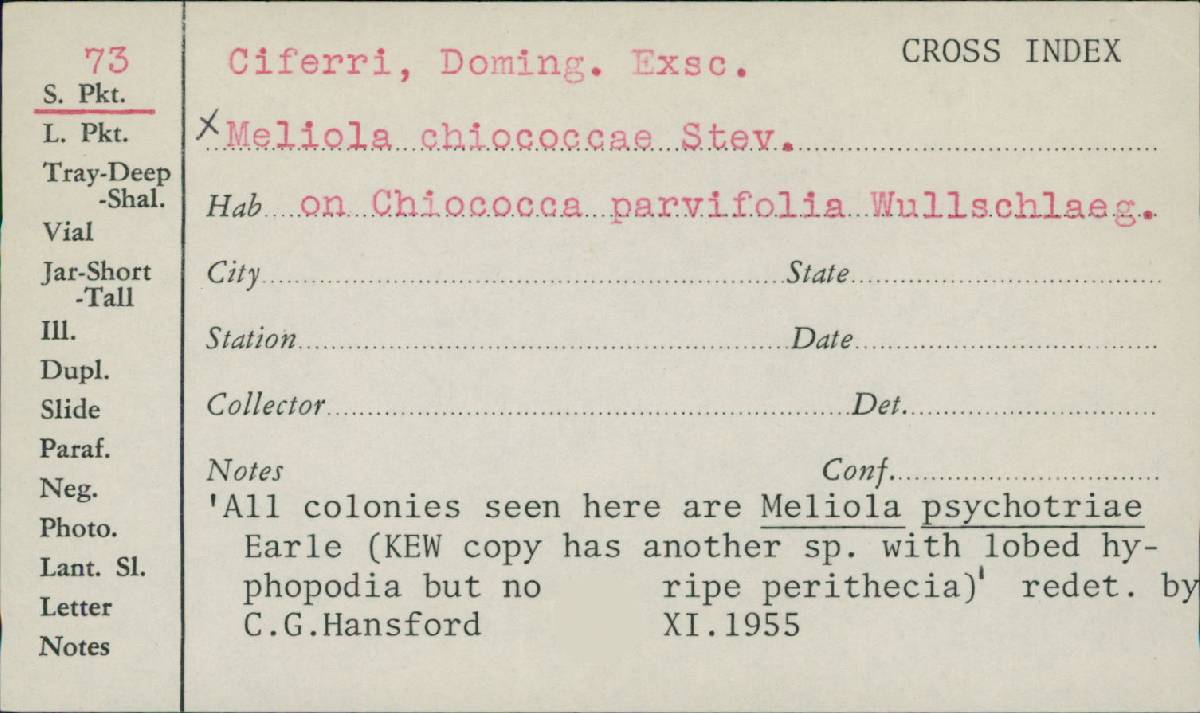 73
S. Pkt.
L. Pkt.
Tray-Deep
-Shal.
Vial
Jar-Short
-Tall
Ill.
Dupl.
Slide
Paraf.
Neg.
Photo.
Lant. Sl.
Letter
Notes
Ciferri, Doming. Exsc. CROSS INDEX
X Meliola chiococcae Stev.
Hab on Chiococca parvifolia Wullschlaeg.
City State
Station Date
Collector Det.
Notes Conf.
'All colonies seen here are Meliola psychotriae
Earle (KEW copy has another sp. with lobed hy-
phopodia but no ripe perithecia)' redet. by
C.G.Hansford XI.1955